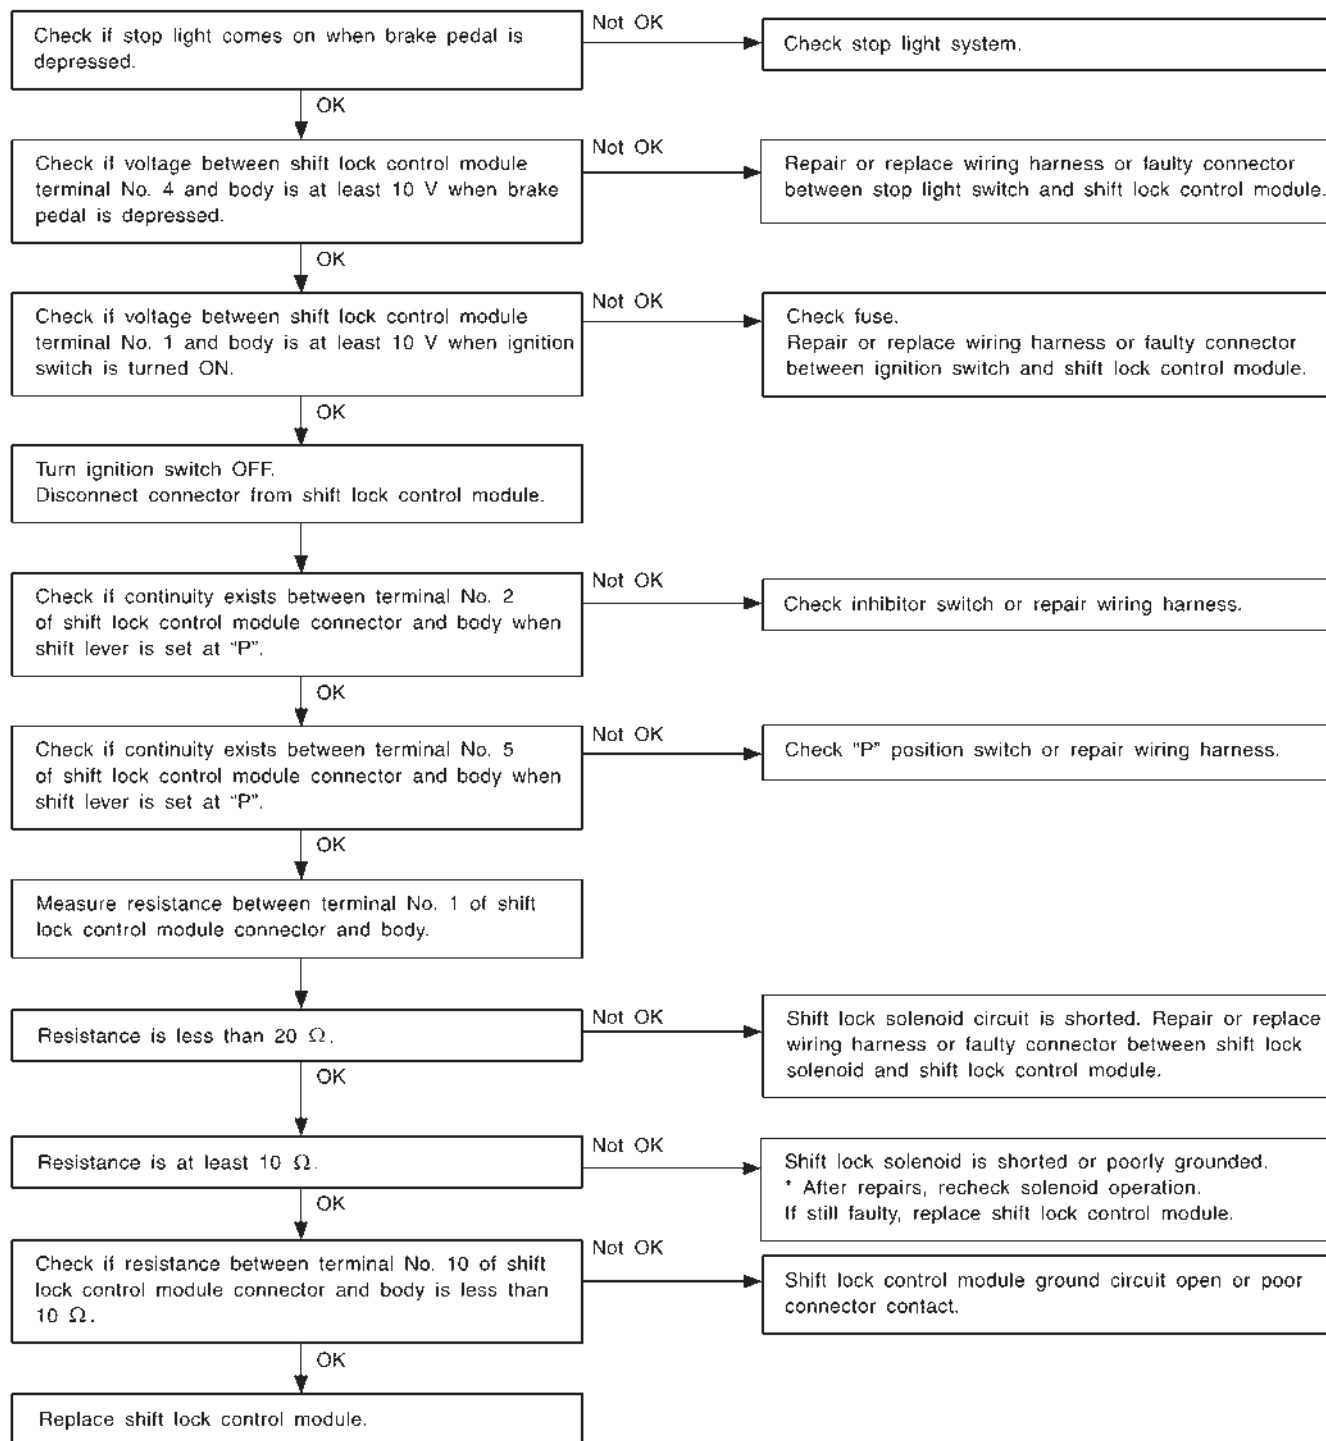 Check if stop light comes on when brake pedal is
depressed.
Not OK
Check stop light system.
OK
Check if voltage between shift lock control module
terminal No. 4 and body is at least 10 V when brake
pedal is depressed.
Not OK
Repair or replace wiring harness or faulty connector
between stop light switch and shift lock control module.
OK
Check if voltage between shift lock control module
terminal No. 1 and body is at least 10 V when ignition
switch is turned ON.
Not OK
Check fuse.
Repair or replace wiring harness or faulty connector
between ignition switch and shift lock control module.
OK
Turn ignition switch OFF.
Disconnect connector from shift lock control module.
Check if continuity exists between terminal No. 2
of shift lock control module connector and body when
shift lever is set at "P".
Not OK
Check inhibitor switch or repair wiring harness.
OK
Check if continuity exists between terminal No. 5
of shift lock control module connector and body when
shift lever is set at "P".
Not OK
Check "P" position switch or repair wiring harness.
OK
Measure resistance between terminal No. 1 of shift
lock control module connector and body.
Resistance is less than 20 Ω.
Not OK
Shift lock solenoid circuit is shorted. Repair or replace
wiring harness or faulty connector between shift lock
solenoid and shift lock control module.
OK
Resistance is at least 10 Ω.
Not OK
Shift lock solenoid is shorted or poorly grounded.
* After repairs, recheck solenoid operation.
If still faulty, replace shift lock control module.
OK
Check if resistance between terminal No. 10 of shift
lock control module connector and body is less than
10 Ω.
Not OK
Shift lock control module ground circuit open or poor
connector contact.
OK
Replace shift lock control module.